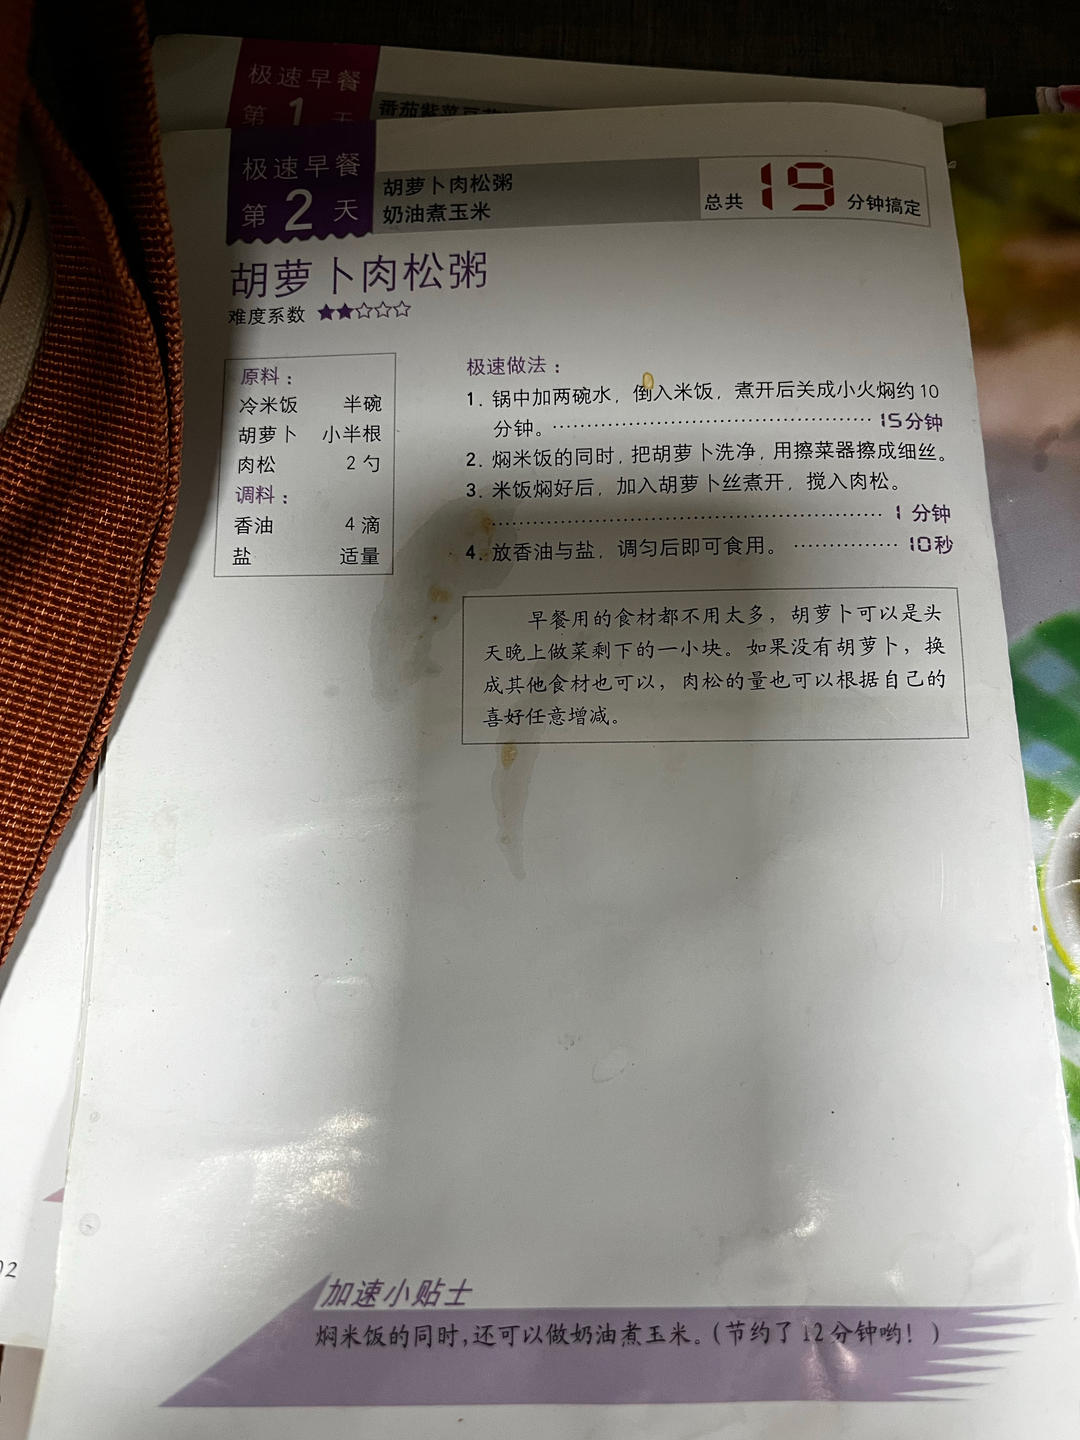 极速早餐
第1天
番茄紫菜豆
极速早餐
第2天
胡萝卜肉松粥
奶油煮玉米
总共19分钟搞定
胡萝卜肉松粥
难度系数 ★★☆☆☆
原料：
冷米饭 半碗
胡萝卜 小半根
肉松 2勺
调料：
香油 4滴
盐 适量
极速做法：
1. 锅中加两碗水，倒入米饭，煮开后关成小火焖约10
分钟。……………………………………15分钟
2. 焖米饭的同时，把胡萝卜洗净，用擦菜器擦成细丝。
3. 米饭焖好后，加入胡萝卜丝煮开，搅入肉松。
……………………………………………1分钟
4. 放香油与盐，调匀后即可食用。……………10秒
早餐用的食材都不用太多，胡萝卜可以是头
天晚上做菜剩下的一小块。如果没有胡萝卜，换
成其他食材也可以，肉松的量也可以根据自己的
喜好任意增减。
加速小贴士
焖米饭的同时，还可以做奶油煮玉米。（节约了12分钟哟！）
02